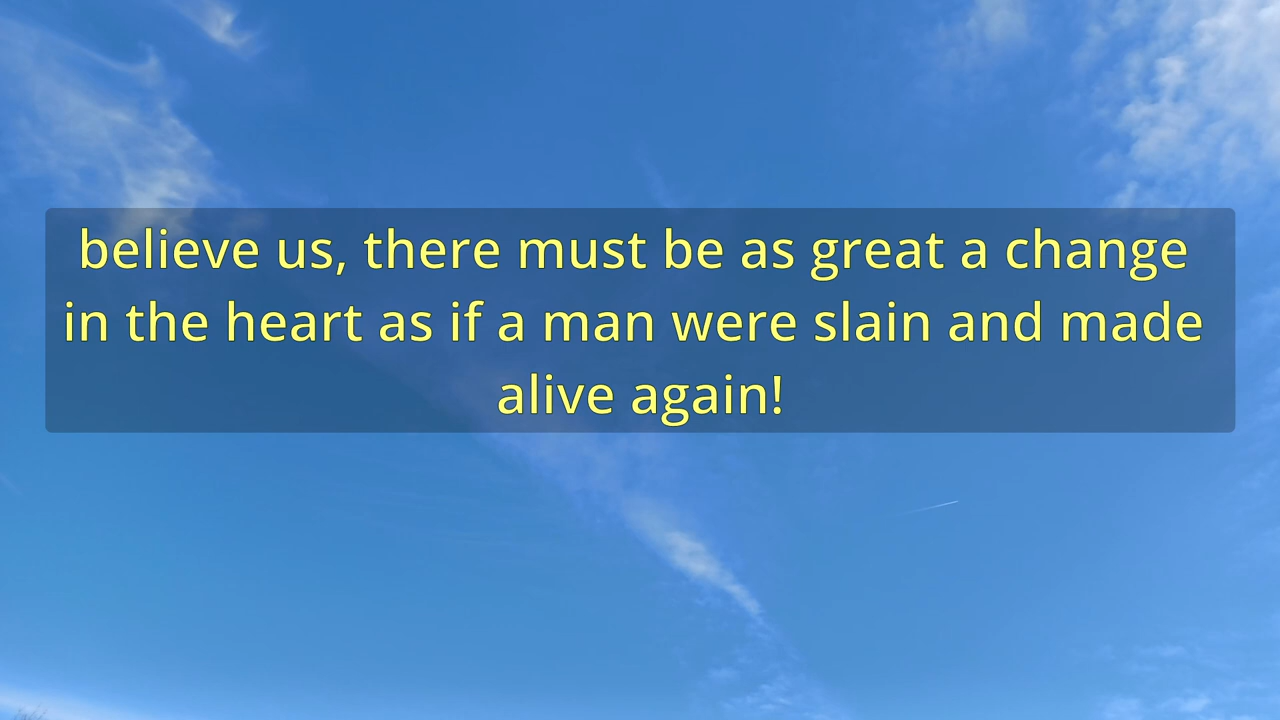 believe us, there must be as great a change
in the heart as if a man were slain and made
alive again!